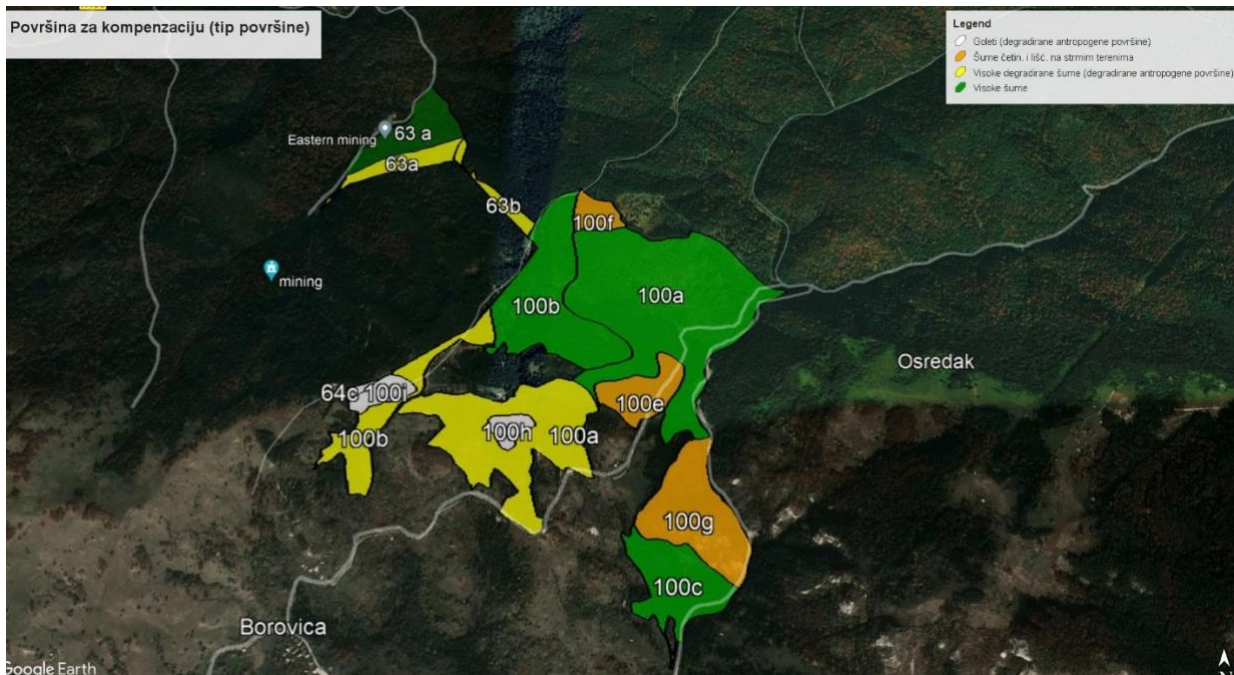 Površina za kompenzaciju (tip površine)
Legend
Goleti (degradirane antropogene površine)
Šume četin. i lišć. na strmim terenima
Visoke degradirane šume (degradirane antropogene površine)
Visoke šume
Eastern mining
63 a
63a
63b
100f
mining
100b
100a
Osredak
64c 100i
100e
100b
100h
100a
100g
100c
Borovica
Google Earth
N